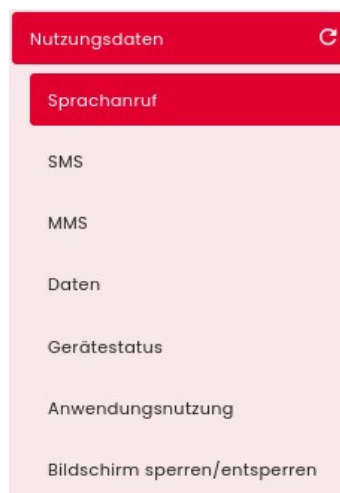 Nutzungsdaten
Sprachanruf
SMS
MMS
Daten
Gerätestatus
Anwendungsnutzung
Bildschirm sperren/entsperren